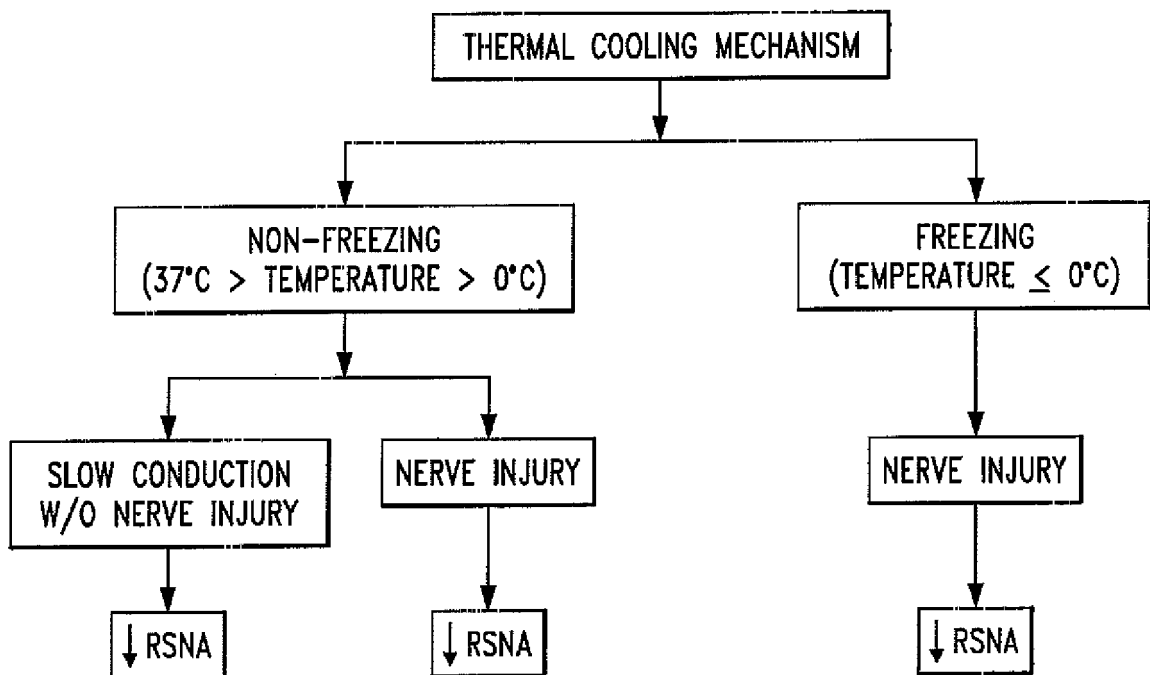 THERMAL COOLING MECHANISM
NON-FREEZING
(37°C > TEMPERATURE > 0°C)
FREEZING
(TEMPERATURE ≤ 0°C)
SLOW CONDUCTION
W/O NERVE INJURY
NERVE INJURY
NERVE INJURY
↓ RSNA
↓ RSNA
↓ RSNA